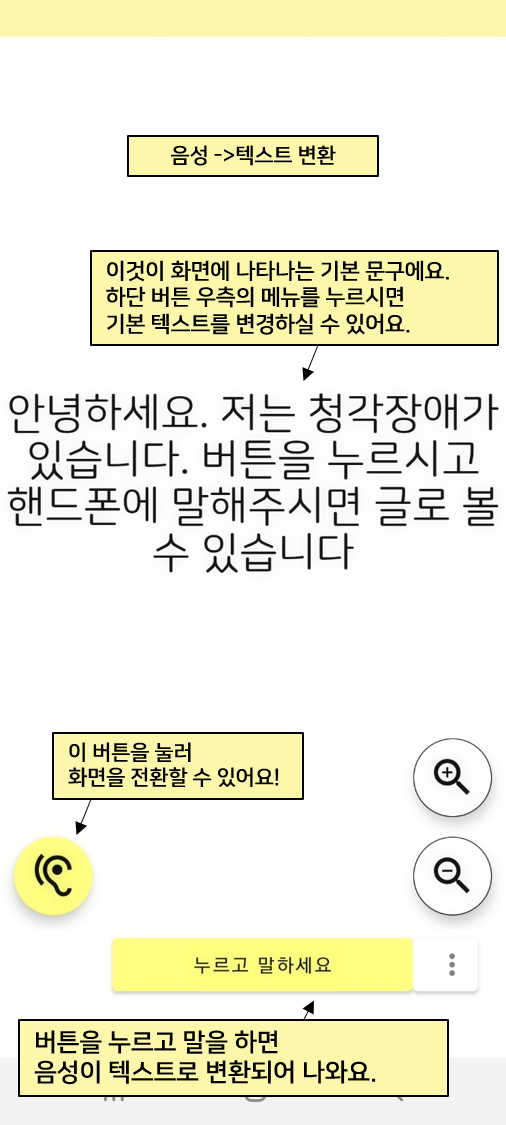 음성 ->텍스트 변환
이것이 화면에 나타나는 기본 문구에요.
하단 버튼 우측의 메뉴를 누르시면
기본 텍스트를 변경하실 수 있어요.
안녕하세요. 저는 청각장애가
있습니다. 버튼을 누르시고
핸드폰에 말해주시면 글로 볼
수 있습니다
이 버튼을 눌러
화면을 전환할 수 있어요!
누르고 말하세요
버튼을 누르고 말을 하면
음성이 텍스트로 변환되어 나와요.